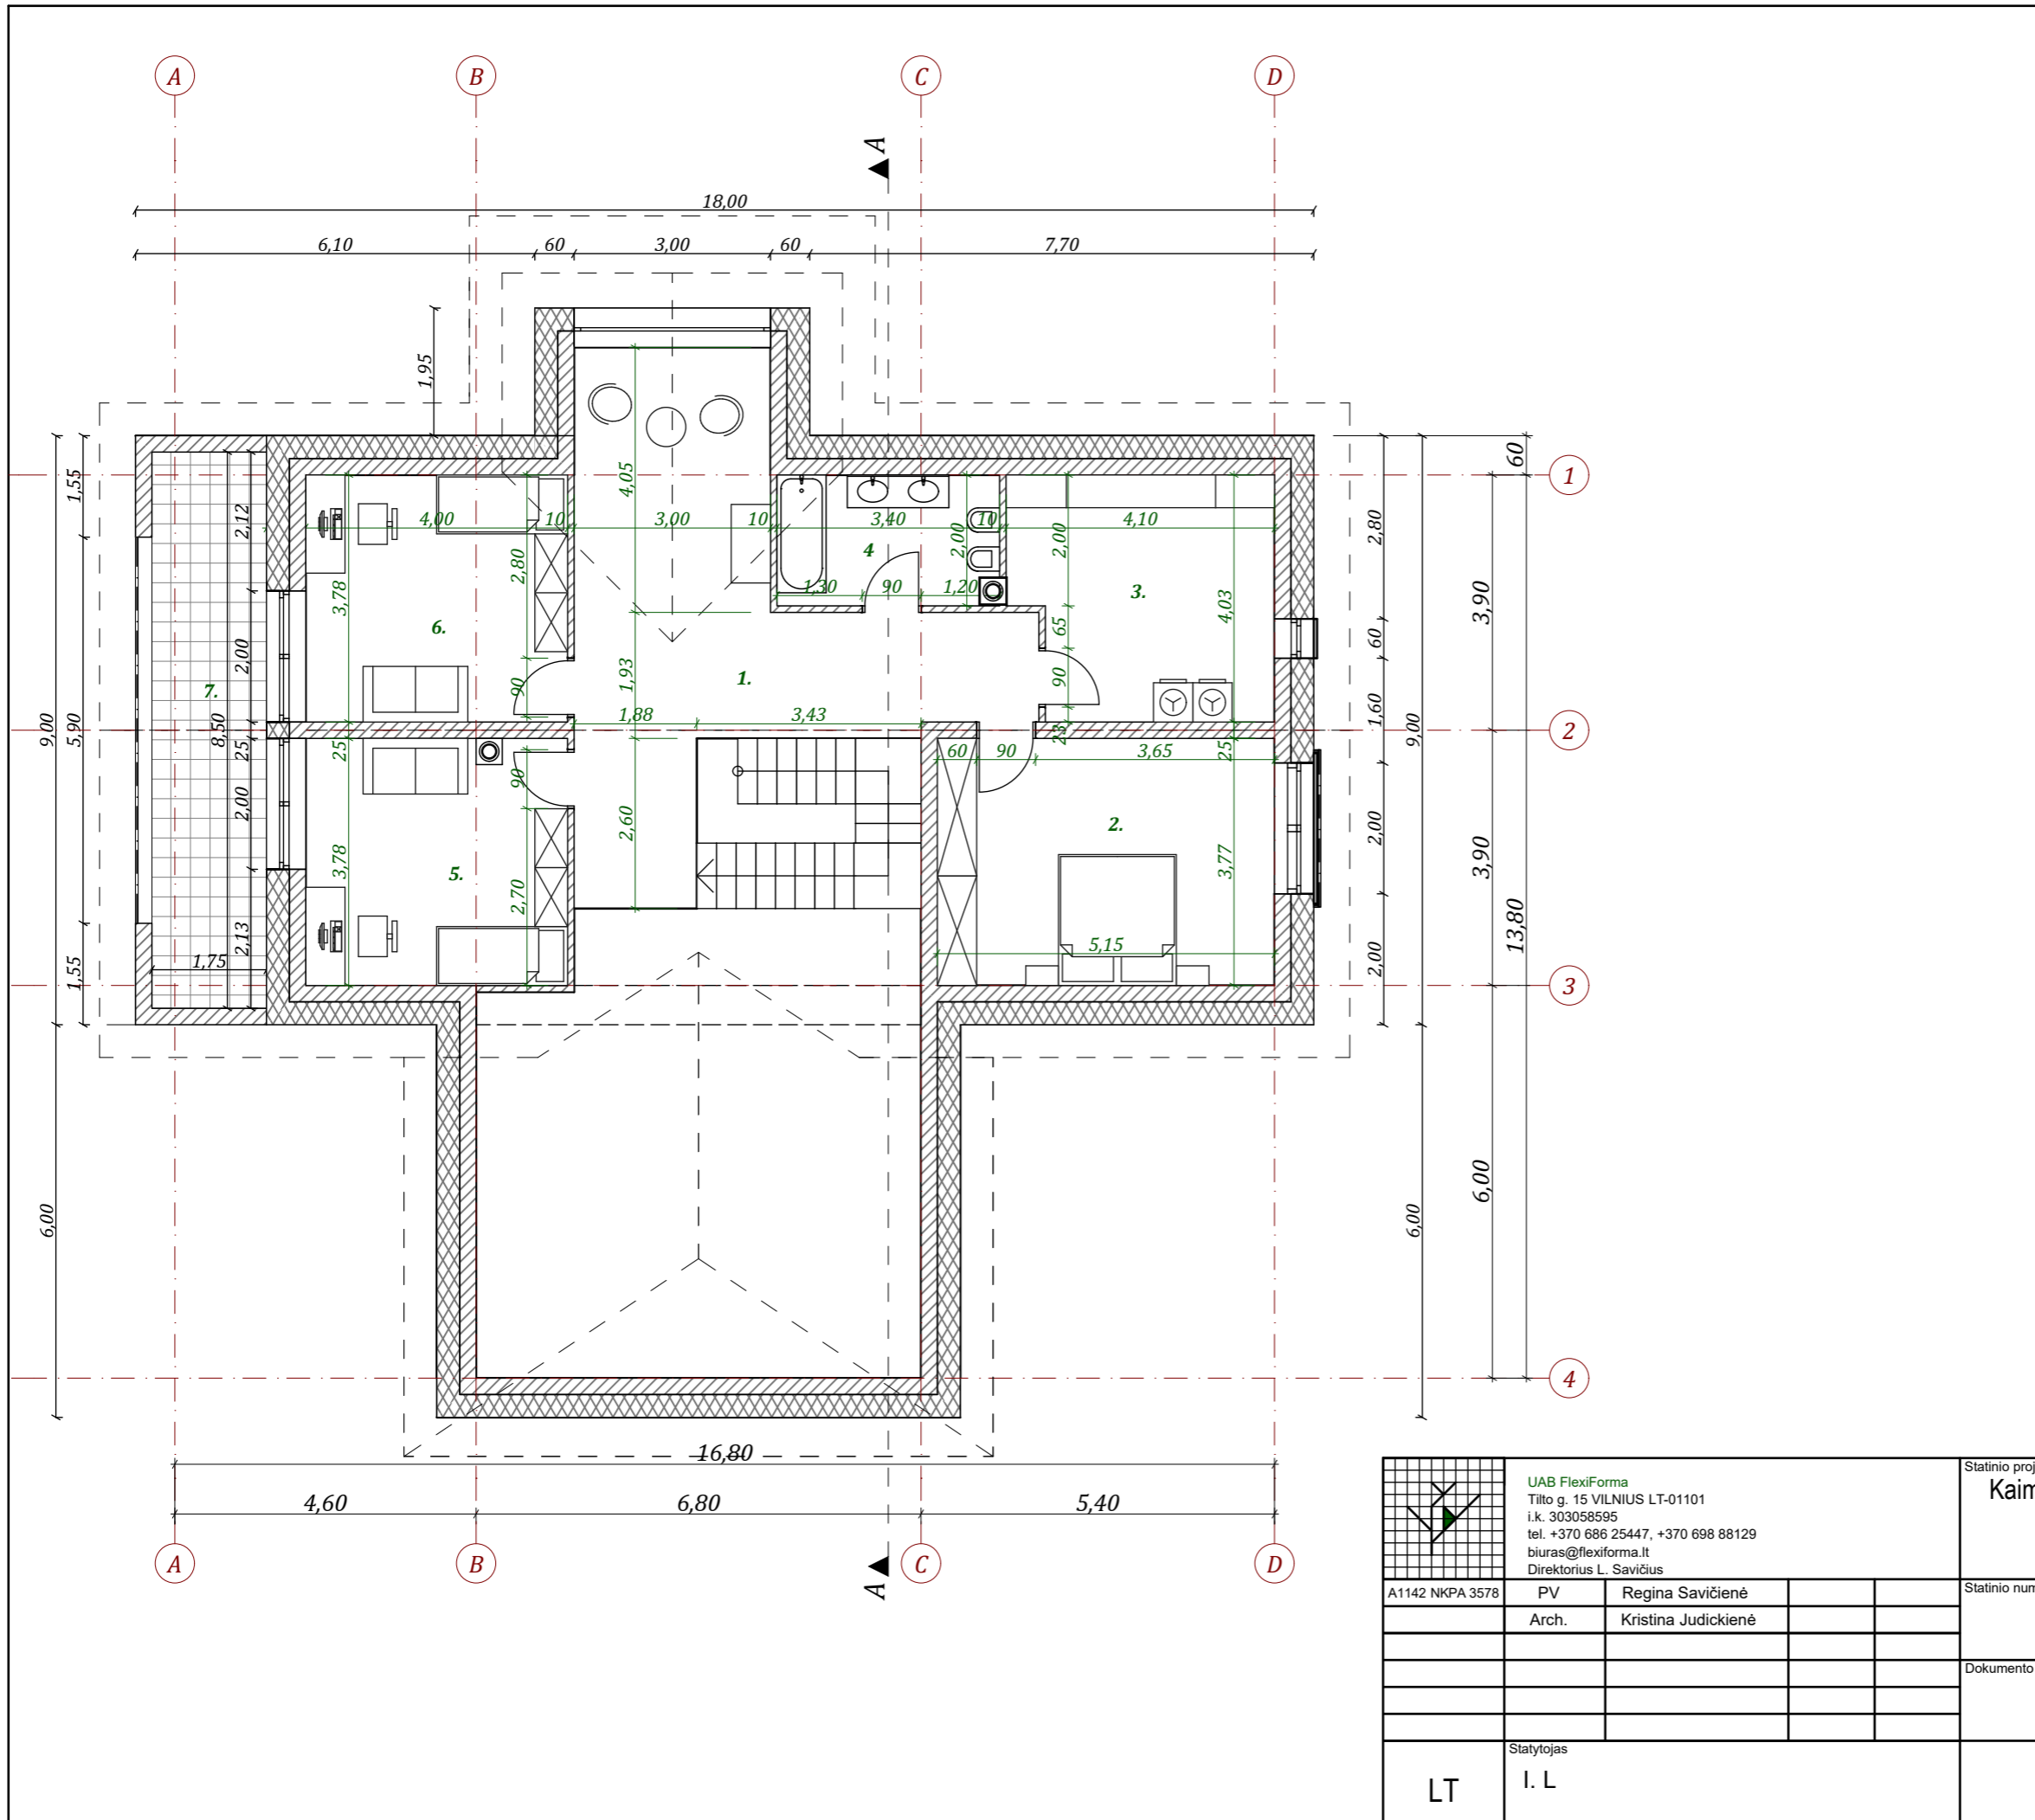 A B C D
A
18,00
6,10 60 3,00 60 7,70
1,95
60
1
1,55
2,12
4,05
4,00 10 3,00 10 3,40 10 4,10
2,80
2,00
2,00
4
2,80
3,78
1,30 90 1,20
3.
4,03
3,90
6.
65
60
2,00
1,93
1.
90
90
7.
1,88 3,43
1,60
9,00 5,90 8,50 25 25
23 25
9,00
2
60 90 3,65
90
2,00
2,60
2.
2,00
3,78
5.
2,70
3,77
3,90
13,80
2,13
1,75
5,15
1,55
2,00
3
6,00
6,00
6,00
4
16,80
4,60 6,80 5,40
A B C D
A
UAB FlexiForma
Tilto g. 15 VILNIUS LT-01101
i.k. 303058595
tel. +370 686 25447, +370 698 88129
biuras@flexiforma.lt
Direktorius L. Savičius
Statinio proj
Kaim
A1142 NKPA 3578 PV Regina Savičienė
Statinio num
Arch. Kristina Judickienė
Dokumento
LT
Statytojas
I. L